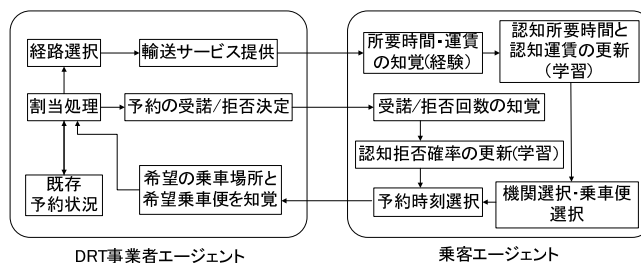 経路選択
輸送サービス提供
割当処理
予約の受諾/拒否決定
既存
予約状況
希望の乗車場所と
希望乗車便を知覚
DRT事業者エージェント
所要時間・運賃
の知覚(経験)
認知所要時間と
認知運賃の更新
(学習)
受諾/拒否回数の知覚
認知拒否確率の更新(学習)
予約時刻選択
機関選択・乗車便
選択
乗客エージェント